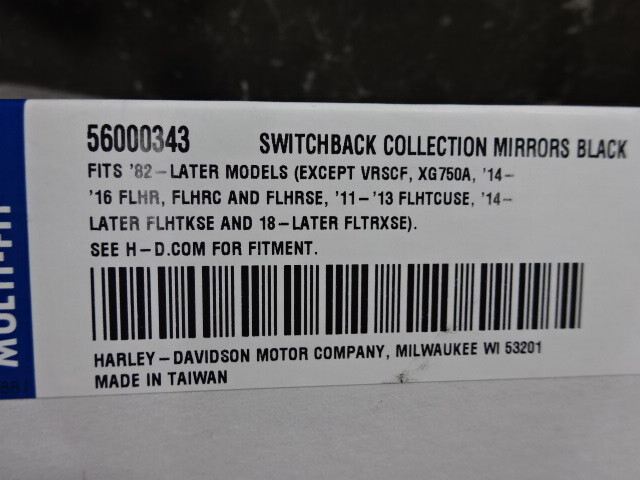 56000343 SWITCHBACK COLLECTION MIRRORS BLACK
FITS '82-LATER MODELS (EXCEPT VRSCF, XG750A, '14-
'16 FLHR, FLHRC AND FLHRSE, '11-'13 FLHTCUSE, '14-
LATER FLHTKSE AND 18-LATER FLTRXSE).
SEE H-D.COM FOR FITMENT.
HARLEY-DAVIDSON MOTOR COMPANY, MILWAUKEE WI 53201
MADE IN TAIWAN
MULTI-FIT